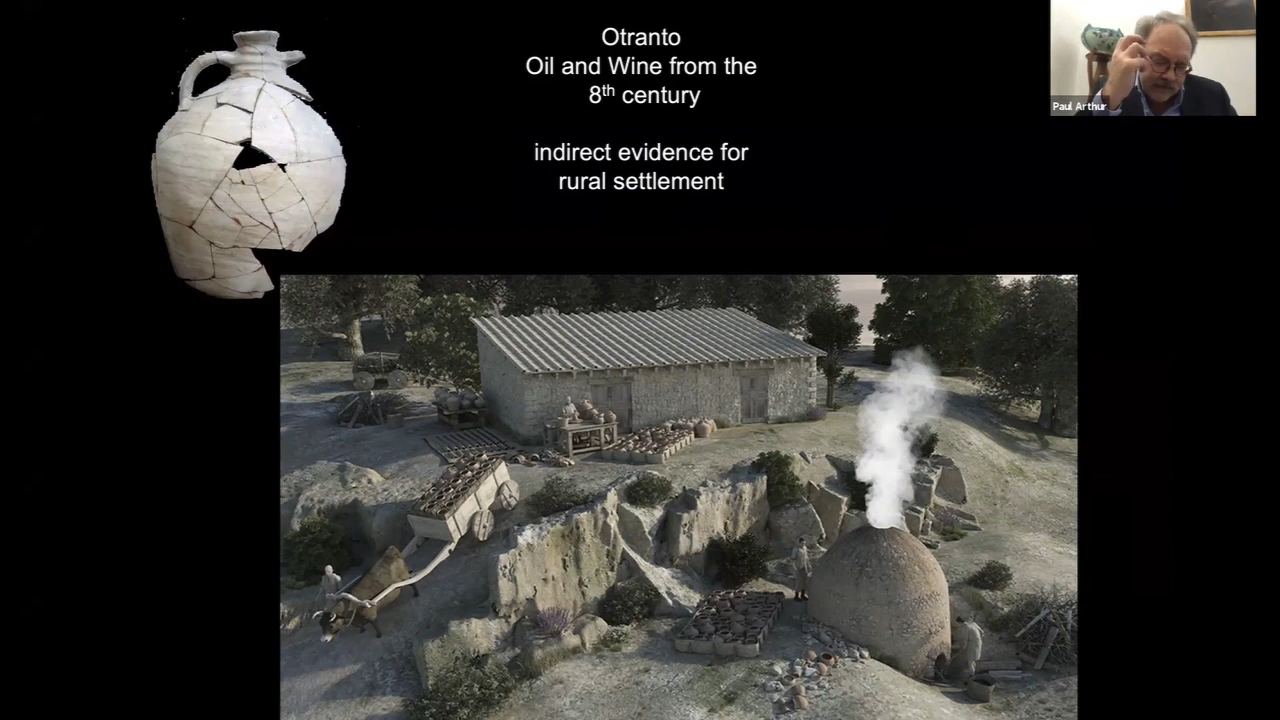 Otranto
Oil and Wine from the
8th century
indirect evidence for
rural settlement
Paul Arthur